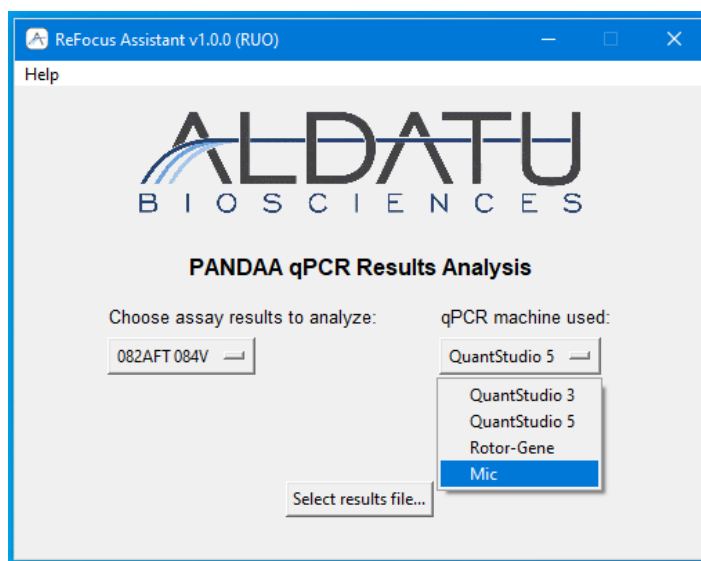 ReFocus Assistant v1.0.0 (RUO)
Help
ALDATU
BIOSCIENCES
PANDAA qPCR Results Analysis
Choose assay results to analyze: qPCR machine used:
082AFT 084V QuantStudio 5
QuantStudio 3
QuantStudio 5
Rotor-Gene
Mic
Select results file...